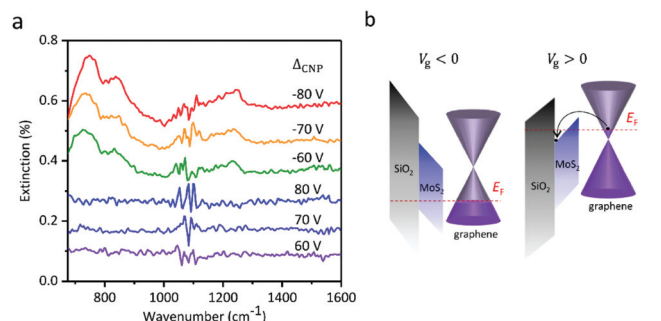 a
Extinction (%)
0.8
0.6
0.4
0.2
0.0
Δ_CNP
-80 V
-70 V
-60 V
80 V
70 V
60 V
800
1000
1200
1400
1600
Wavenumber (cm⁻¹)
b
V_g < 0
SiO₂
MoS₂
E_F
graphene
V_g > 0
SiO₂
MoS₂
E_F
graphene